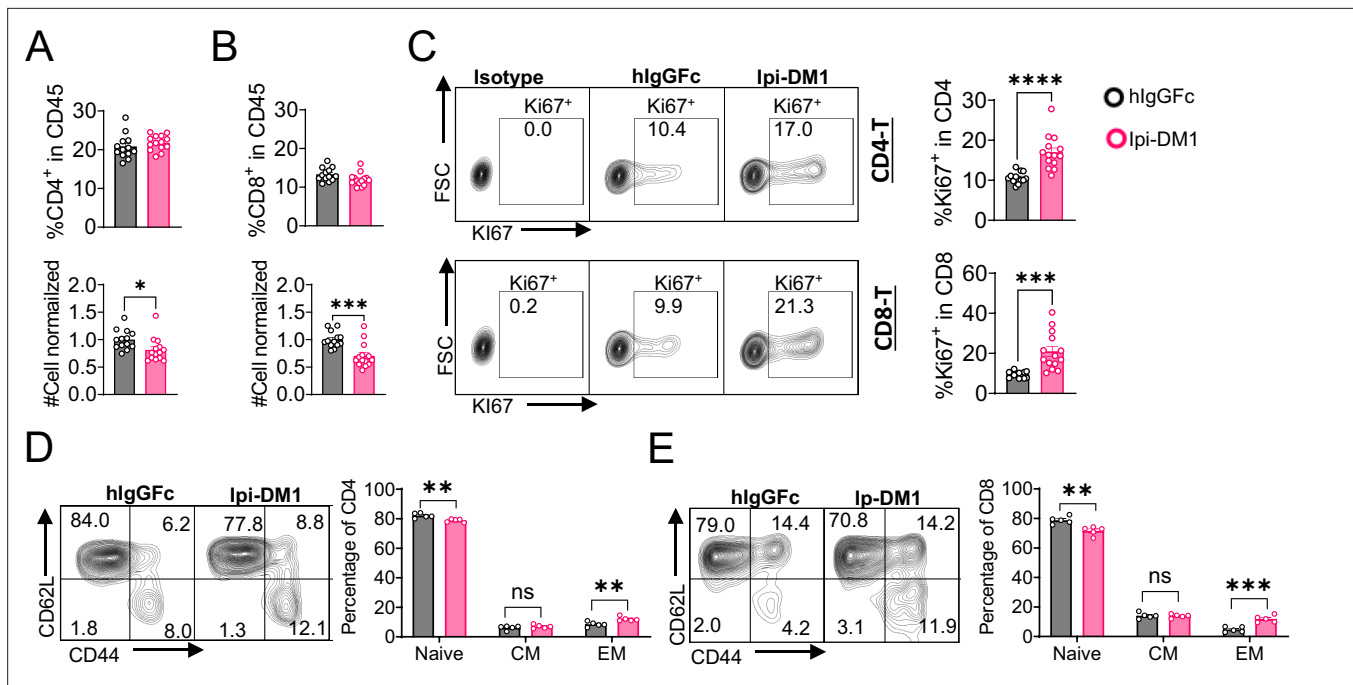 A
%CD4+ in CD45
30
20
10
0
#Cell normailzed
2.0
1.5
1.0
0.5
0.0
*
B
%CD8+ in CD45
30
20
10
0
#Cell normailzed
2.0
1.5
1.0
0.5
0.0
***
C
Isotype
hIgGFc
Ipi-DM1
Ki67+
0.0
Ki67+
10.4
Ki67+
17.0
FSC
KI67
CD4-T
Ki67+
0.2
Ki67+
9.9
Ki67+
21.3
FSC
KI67
CD8-T
%Ki67+ in CD4
40
30
20
10
0
****
hIgGFc
Ipi-DM1
%Ki67+ in CD8
60
40
20
0
***
D
hIgGFc
Ipi-DM1
84.0
6.2
77.8
8.8
1.8
8.0
1.3
12.1
CD62L
CD44
Percentage of CD4
100
80
60
40
20
0
**
ns
**
Naive
CM
EM
E
hIgGFc
Ip-DM1
79.0
14.4
70.8
14.2
2.0
4.2
3.1
11.9
CD62L
CD44
Percentage of CD8
100
80
60
40
20
0
**
ns
***
Naive
CM
EM